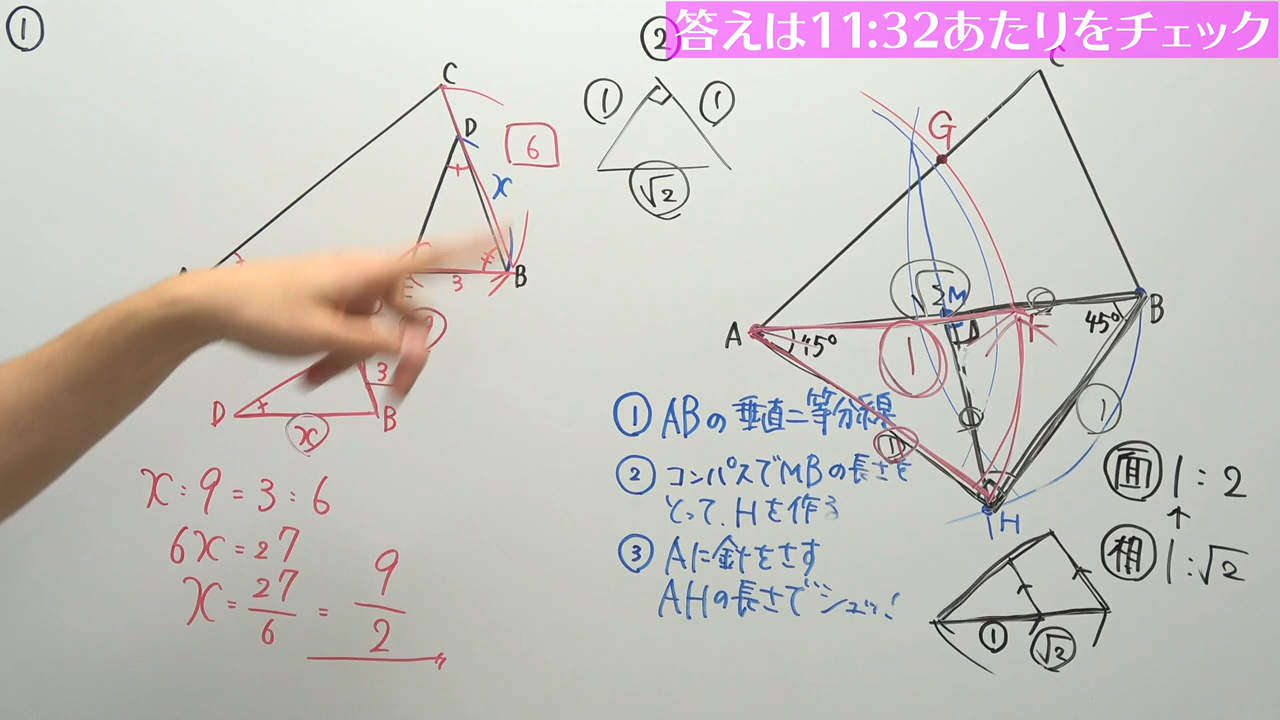 答えは11:32あたりをチェック
①
C
D
6
x
B
3
D
x
B
3
x:9=3:6
6x=27
x=27/6=9/2
②
① ①
√2
C
G
M
A
B
45°
45°
①
①
H
① ABの垂直二等分線
② コンパスでMBの長さを
とって、Hを作る
③ Aに針をさす
AHの長さでシュッ!
面 1:2
↑
相 1:√2
① √2